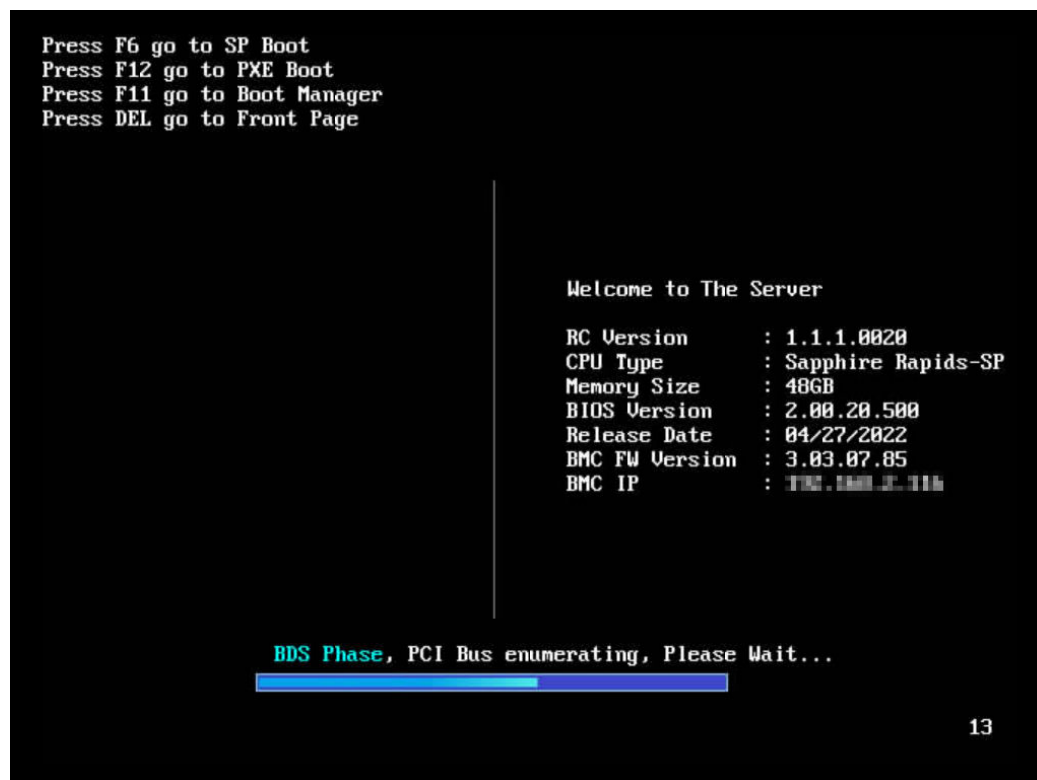 Press F6 go to SP Boot
Press F12 go to PXE Boot
Press F11 go to Boot Manager
Press DEL go to Front Page
Welcome to The Server
RC Version : 1.1.1.0020
CPU Type : Sapphire Rapids-SP
Memory Size : 48GB
BIOS Version : 2.00.20.500
Release Date : 04/27/2022
BMC FW Version : 3.03.07.85
BMC IP :
BDS Phase, PCI Bus enumerating, Please Wait...
13